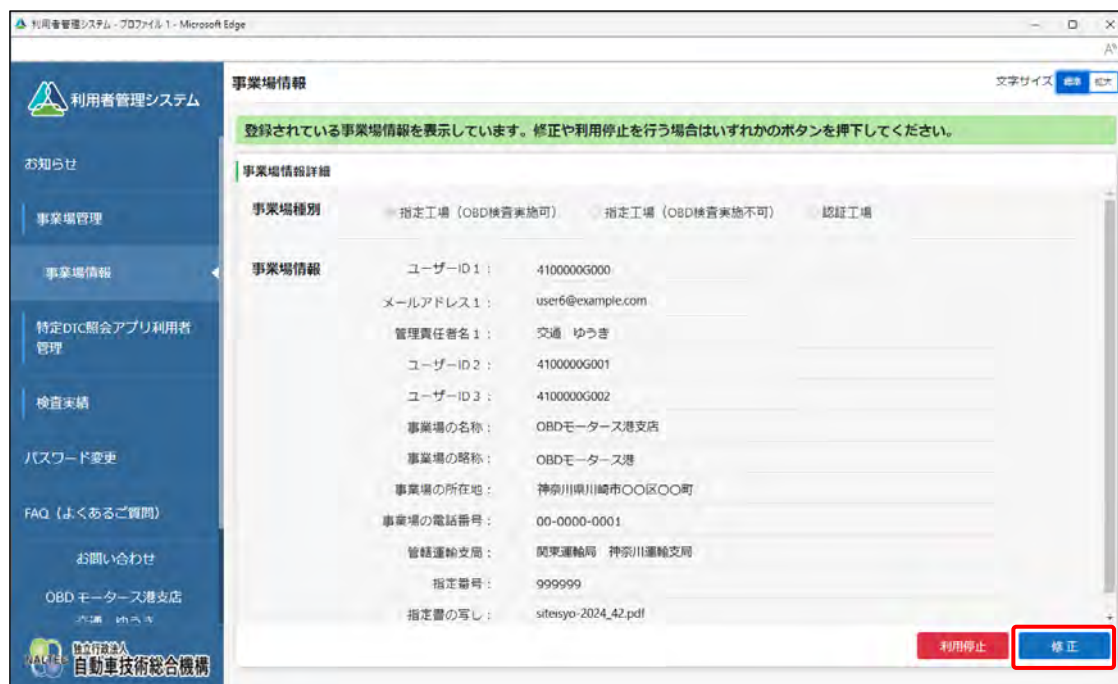 利用者管理システム - プロファイル 1 - Microsoft Edge
利用者管理システム
お知らせ
事業場管理
事業場情報
特定DTC照会アプリ利用者
管理
検査実績
パスワード変更
FAQ（よくあるご質問）
お問い合わせ
OBD モータース港支店
交通 ゆうき
独立行政法人
自動車技術総合機構
NALTEC
事業場情報
文字サイズ 標準 拡大
登録されている事業場情報を表示しています。修正や利用停止を行う場合はいずれかのボタンを押下してください。
事業場情報詳細
事業場種別 指定工場（OBD検査実施可） 指定工場（OBD検査実施不可） 認証工場
事業場情報 ユーザーID 1： 4100000G000
メールアドレス 1： user6@example.com
管理責任者名 1： 交通 ゆうき
ユーザーID 2： 4100000G001
ユーザーID 3： 4100000G002
事業場の名称： OBDモータース港支店
事業場の略称： OBDモータース港
事業場の所在地： 神奈川県川崎市〇〇区〇〇町
事業場の電話番号： 00-0000-0001
管轄運輸支局： 関東運輸局 神奈川運輸支局
指定番号： 999999
指定書の写し： siteisyo-2024_42.pdf
利用停止 修正